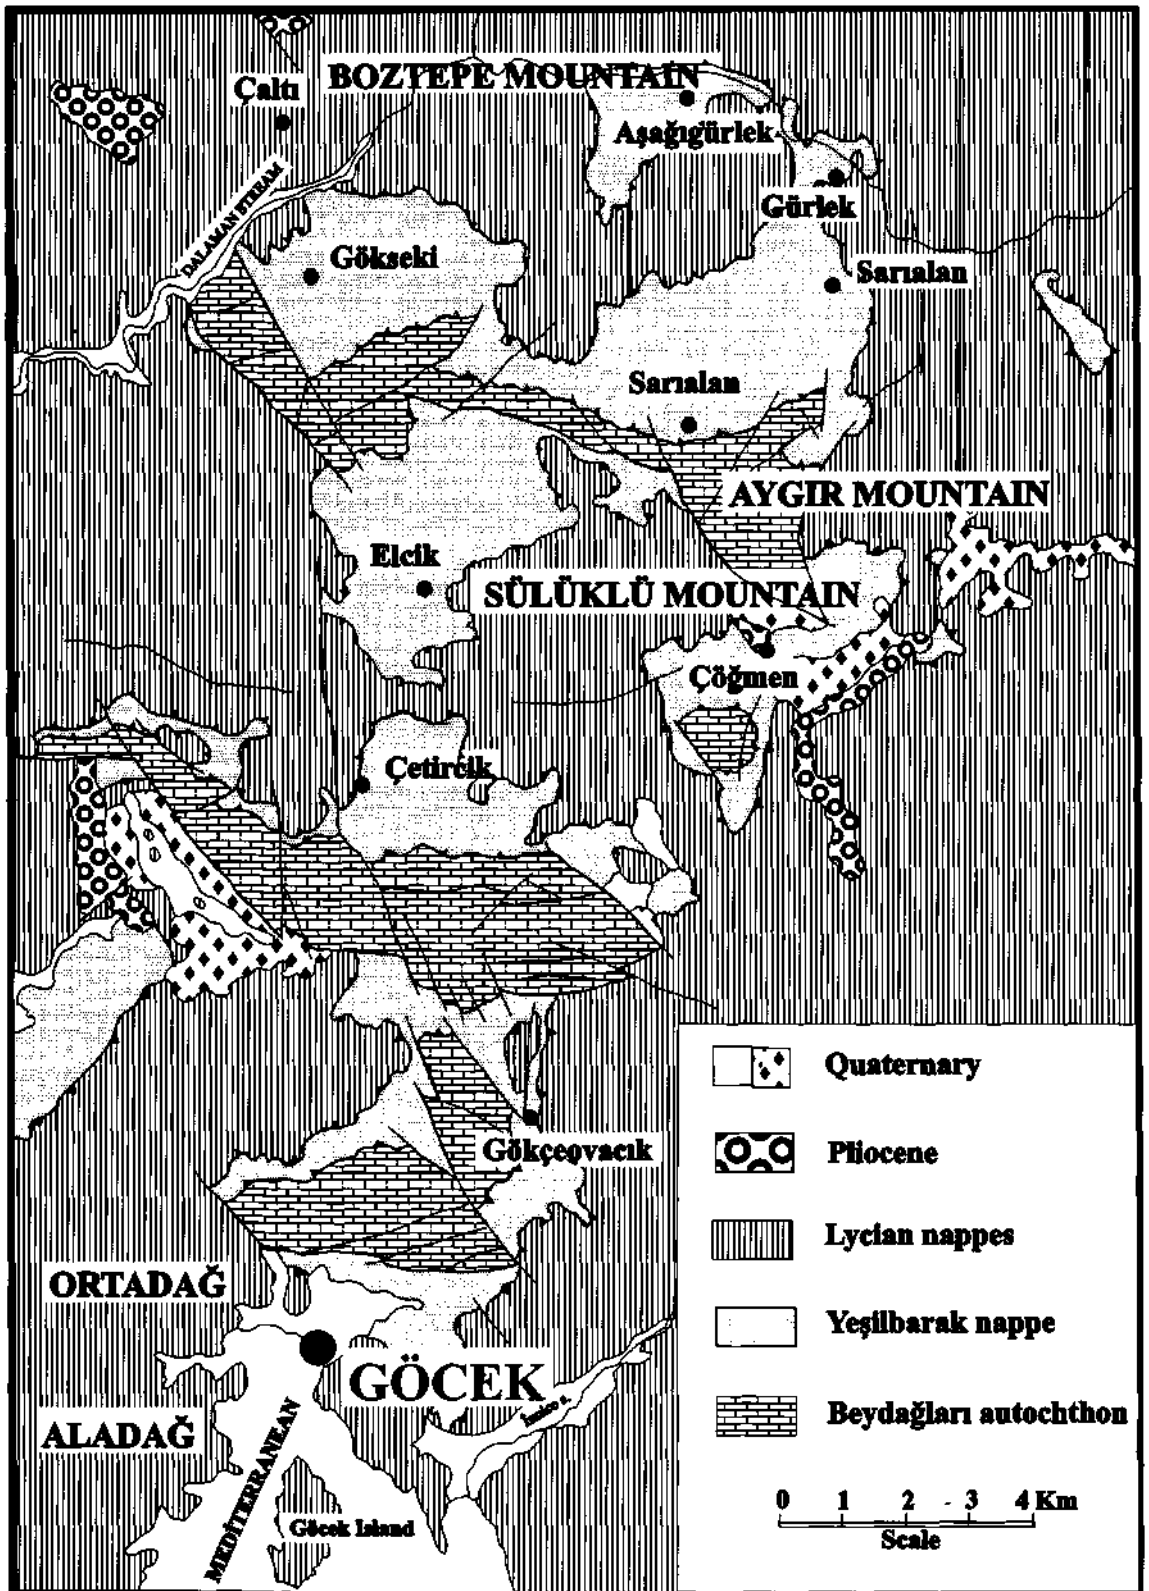 BOZTEPE MOUNTAIN
Çaltı
Aşağıgürlek
DALAMAN STREAM
Gürlek
Gökseki
Sarıalan
Sarıalan
AYGIR MOUNTAIN
Elcik
SÜLÜKLÜ MOUNTAIN
Çöğmen
Çetircik
Gökçeovacık
ORTADAĞ
GÖCEK
ALADAĞ
MEDİTERRANEAN
Göcek Island
Quaternary
Pliocene
Lycian nappes
Yeşilbarak nappe
Beydağları autochthon
0 1 2 3 4 Km
Scale